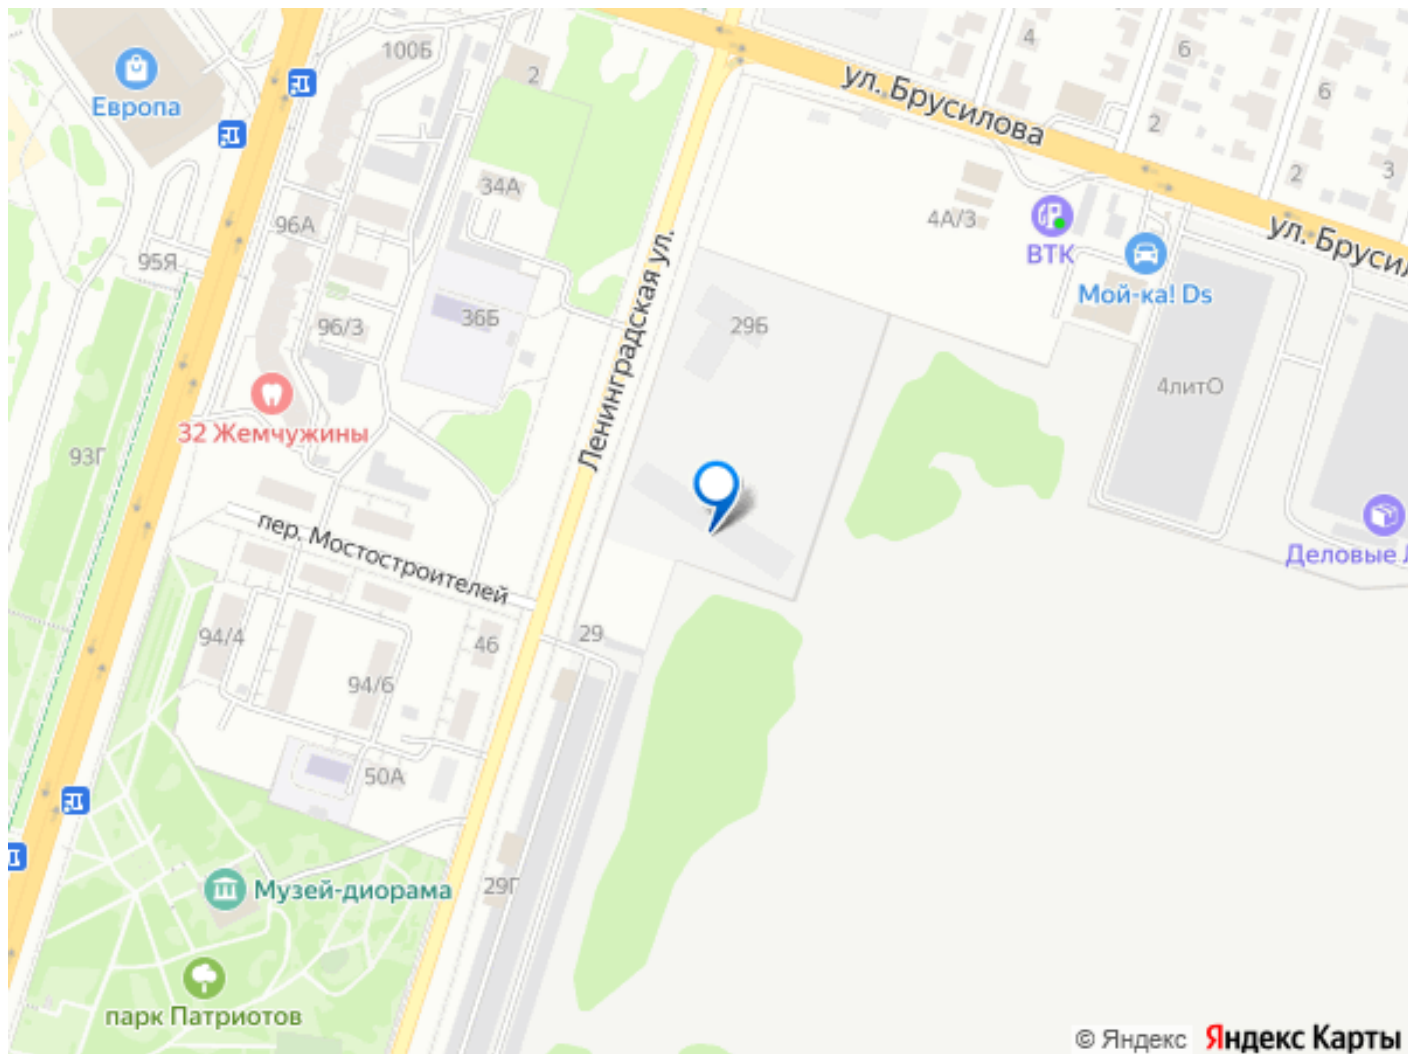 100Б
2
4
6
6
ул. Брусилова
Европа
2
2
3
34А
4А/3
96А
ВТК
ул. Брусил
95Я
Мой-ка! Ds
36Б
96/3
29Б
Ленинградская ул.
4литО
32 Жемчужины
93Г
пер. Мостостроителей
Деловые Л
94/4
46
29
94/6
50А
29Г
Музей-диорама
парк Патриотов
© Яндекс Яндекс Карты